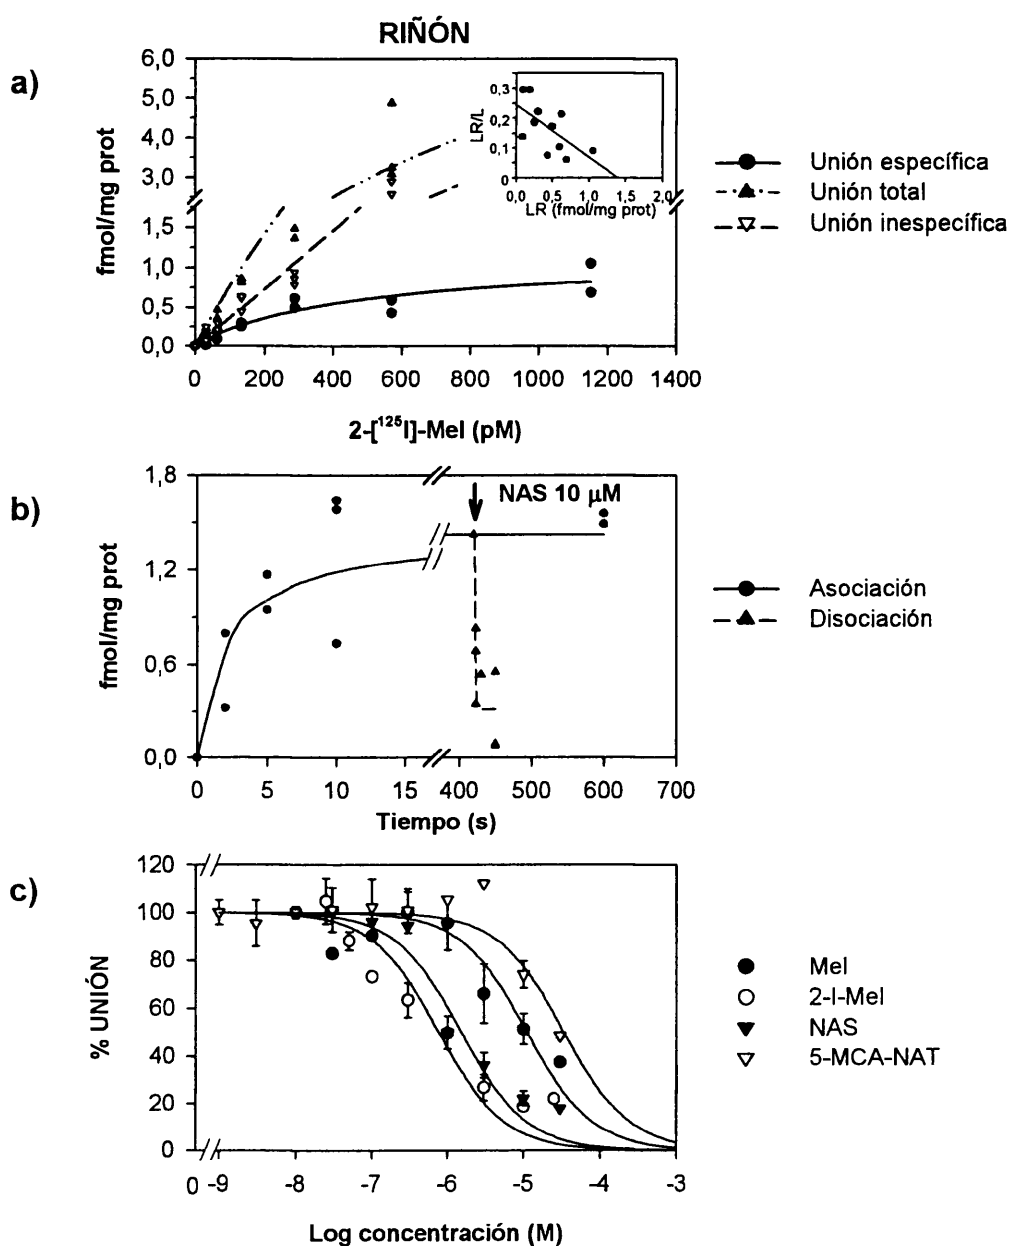 RIÑÓN
a)
6,0
5,0
4,0
3,0
1,5
1,0
0,5
0,0
fmol/mg prot
0 200 400 600 800 1000 1200 1400
2-[¹²⁵I]-Mel (pM)
0,3
0,2
0,1
0
LR/L
0,0 0,5 1,0 1,5 2,0
LR (fmol/mg prot)
Unión específica
Unión total
Unión inespecífica
b)
1,8
1,2
0,6
0,0
fmol/mg prot
NAS 10 µM
0 5 10 15 400 500 600 700
Tiempo (s)
Asociación
Disociación
c)
120
100
80
60
40
20
0
% UNIÓN
0 -9 -8 -7 -6 -5 -4 -3
Log concentración (M)
Mel
2-I-Mel
NAS
5-MCA-NAT